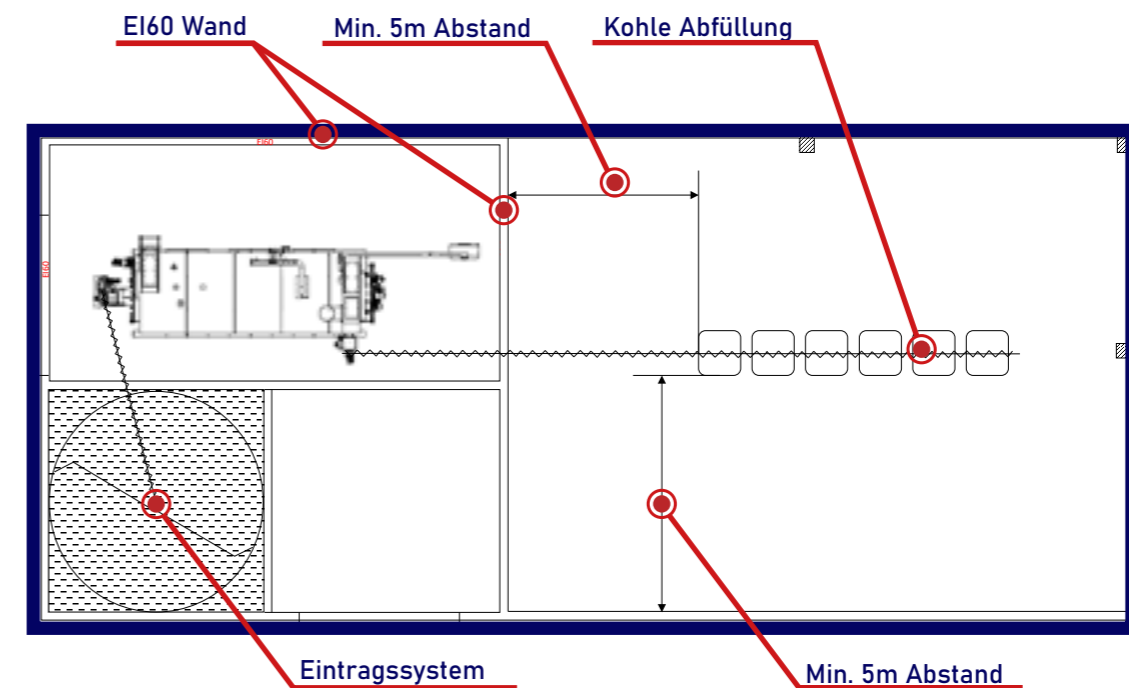 EI60 Wand
Min. 5m Abstand
Kohle Abfüllung
EI60
EI60
Eintragssystem
Min. 5m Abstand